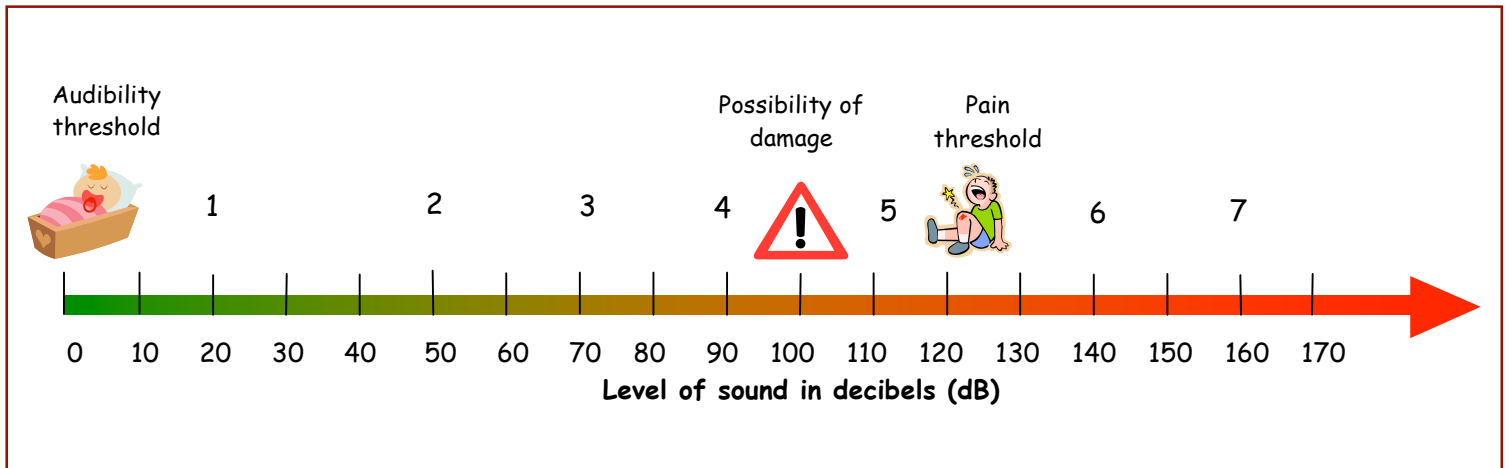 Audibility
threshold
Possibility of
damage
Pain
threshold
1 2 3 4 ! 5 6 7
0 10 20 30 40 50 60 70 80 90 100 110 120 130 140 150 160 170
Level of sound in decibels (dB)